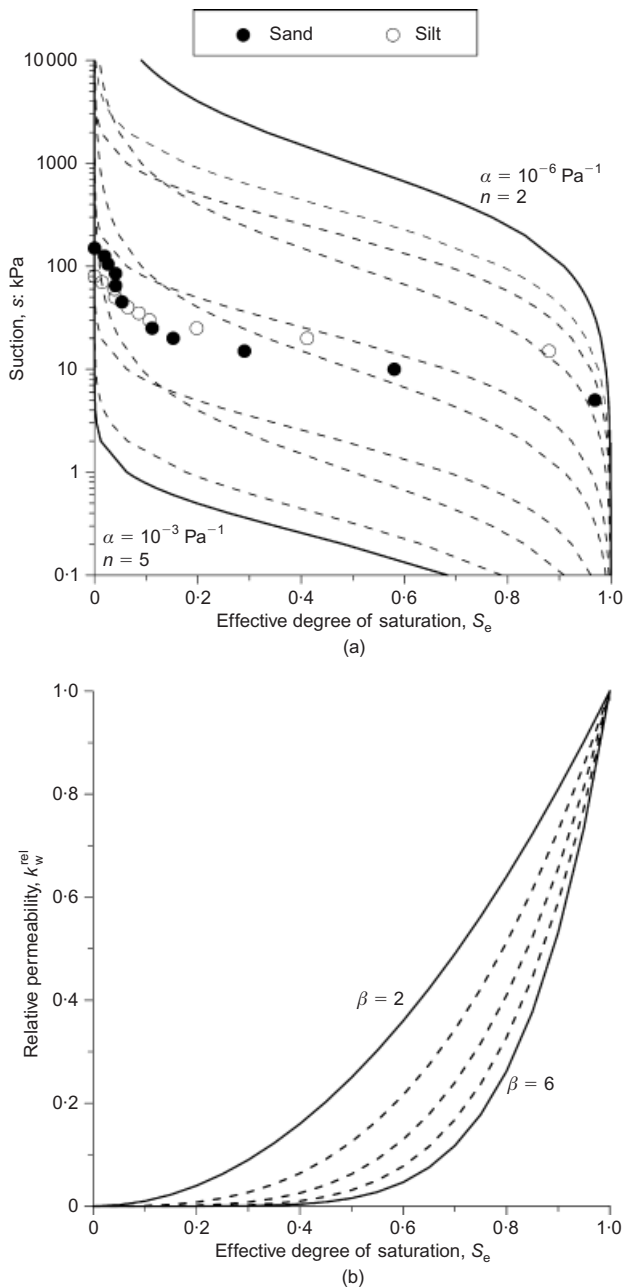 Sand
Silt
10 000
1000
100
10
1
0·1
Suction, s: kPa
α = 10⁻⁶ Pa⁻¹
n = 2
α = 10⁻³ Pa⁻¹
n = 5
0
0·2
0·4
0·6
0·8
1·0
Effective degree of saturation, Sₑ
(a)
1·0
0·8
0·6
0·4
0·2
0
Relative permeability, k_w^rel
β = 2
β = 6
0
0·2
0·4
0·6
0·8
1·0
Effective degree of saturation, Sₑ
(b)